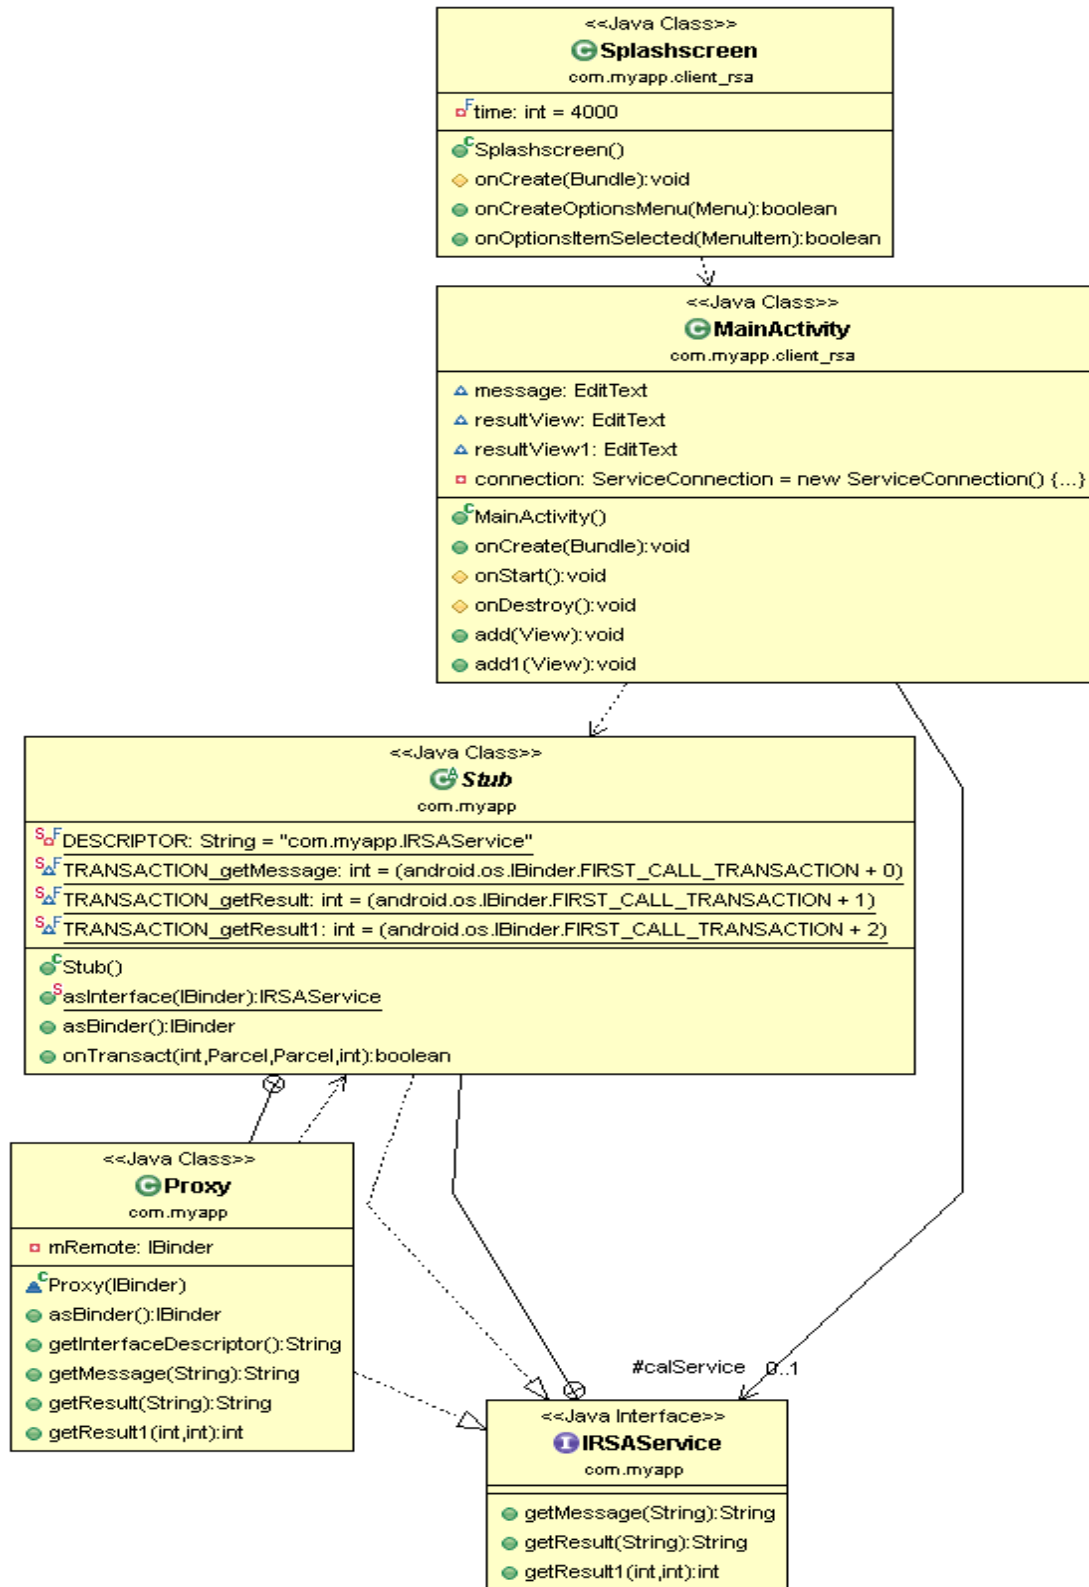 <<Java Class>>
Splashscreen
com.myapp.client_rsa
time: int = 4000
Splashscreen()
onCreate(Bundle):void
onCreateOptionsMenu(Menu):boolean
onOptionsItemSelected(MenuItem):boolean
<<Java Class>>
MainActivity
com.myapp.client_rsa
message: EditText
resultView: EditText
resultView1: EditText
connection: ServiceConnection = new ServiceConnection() {...}
MainActivity()
onCreate(Bundle):void
onStart():void
onDestroy():void
add(View):void
add1(View):void
<<Java Class>>
Stub
com.myapp
DESCRIPTOR: String = "com.myapp.IRSAService"
TRANSACTION_getMessage: int = (android.os.IBinder.FIRST_CALL_TRANSACTION + 0)
TRANSACTION_getResult: int = (android.os.IBinder.FIRST_CALL_TRANSACTION + 1)
TRANSACTION_getResult1: int = (android.os.IBinder.FIRST_CALL_TRANSACTION + 2)
Stub()
asInterface(IBinder):IRSAService
asBinder():IBinder
onTransact(int,Parcel,Parcel,int):boolean
<<Java Class>>
Proxy
com.myapp
mRemote: IBinder
Proxy(IBinder)
asBinder():IBinder
getInterfaceDescriptor():String
getMessage(String):String
getResult(String):String
getResult1(int,int):int
#calService 0..1
<<Java Interface>>
IRSAService
com.myapp
getMessage(String):String
getResult(String):String
getResult1(int,int):int